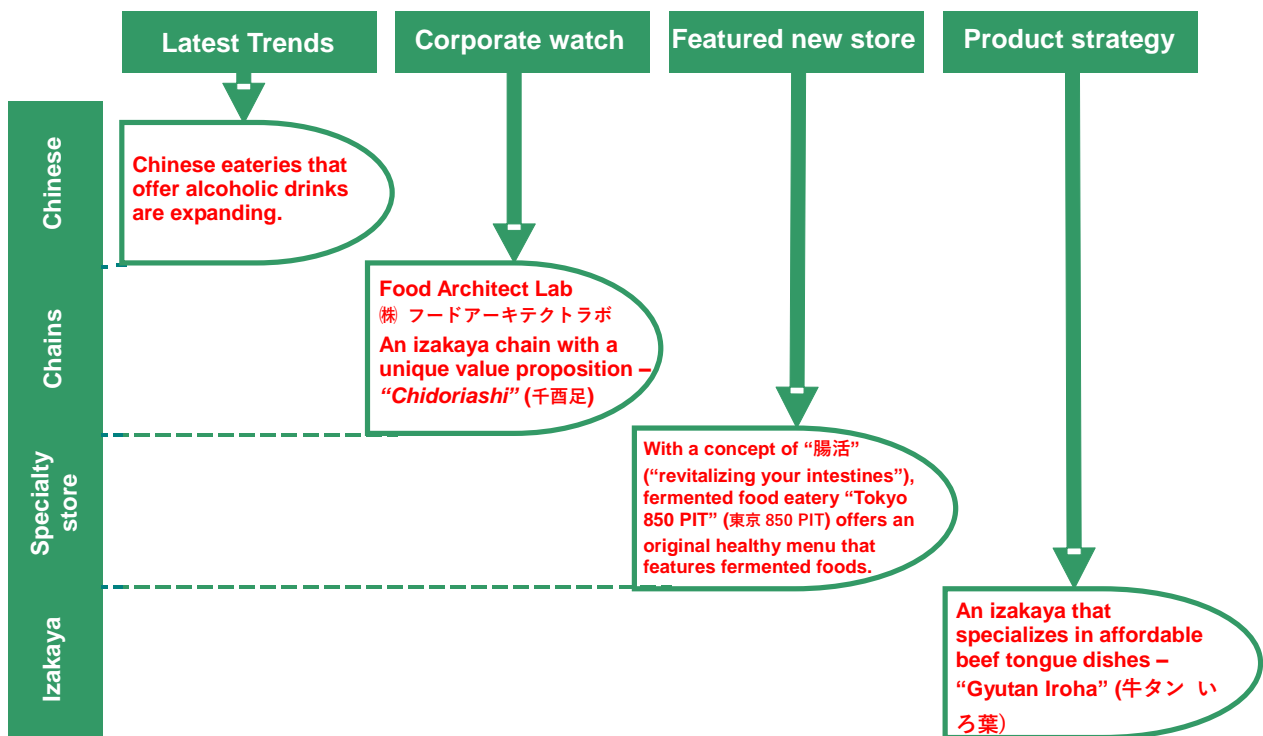 Latest Trends
Corporate watch
Featured new store
Product strategy
Chinese
Chinese eateries that
offer alcoholic drinks
are expanding.
Chains
Food Architect Lab
㈱ フードアーキテクトラボ
An izakaya chain with a
unique value proposition –
“Chidoriashi” (千酉足)
Specialty
store
With a concept of “腸活”
(“revitalizing your intestines”),
fermented food eatery “Tokyo
850 PIT” (東京 850 PIT) offers an
original healthy menu that
features fermented foods.
Izakaya
An izakaya that
specializes in affordable
beef tongue dishes –
“Gyutan Iroha” (牛タン い
ろ葉)